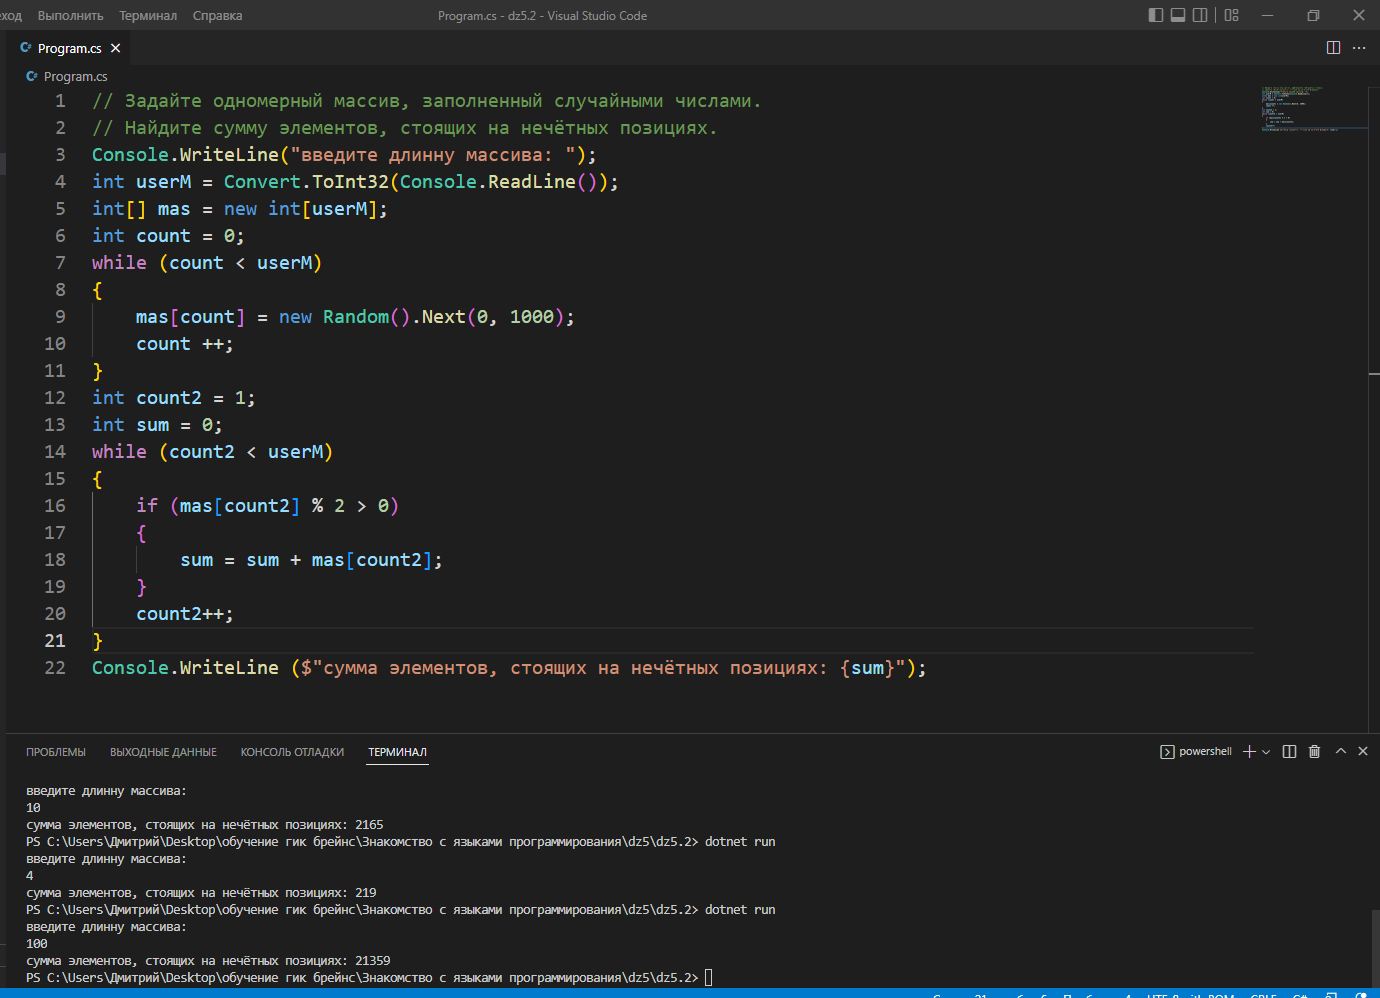 ход Выполнить Терминал Справка Program.cs - dz5.2 - Visual Studio Code
C# Program.cs
C# Program.cs
1 // Задайте одномерный массив, заполненный случайными числами.
2 // Найдите сумму элементов, стоящих на нечётных позициях.
3 Console.WriteLine("введите длинну массива: ");
4 int userM = Convert.ToInt32(Console.ReadLine());
5 int[] mas = new int[userM];
6 int count = 0;
7 while (count < userM)
8 {
9 mas[count] = new Random().Next(0, 1000);
10 count ++;
11 }
12 int count2 = 1;
13 int sum = 0;
14 while (count2 < userM)
15 {
16 if (mas[count2] % 2 > 0)
17 {
18 sum = sum + mas[count2];
19 }
20 count2++;
21 }
22 Console.WriteLine ($"сумма элементов, стоящих на нечётных позициях: {sum}");
ПРОБЛЕМЫ ВЫХОДНЫЕ ДАННЫЕ КОНСОЛЬ ОТЛАДКИ ТЕРМИНАЛ powershell
введите длинну массива:
10
сумма элементов, стоящих на нечётных позициях: 2165
PS C:\Users\Дмитрий\Desktop\обучение гик брейнс\Знакомство с языками программирования\dz5\dz5.2> dotnet run
введите длинну массива:
4
сумма элементов, стоящих на нечётных позициях: 219
PS C:\Users\Дмитрий\Desktop\обучение гик брейнс\Знакомство с языками программирования\dz5\dz5.2> dotnet run
введите длинну массива:
100
сумма элементов, стоящих на нечётных позициях: 21359
PS C:\Users\Дмитрий\Desktop\обучение гик брейнс\Знакомство с языками программирования\dz5\dz5.2>